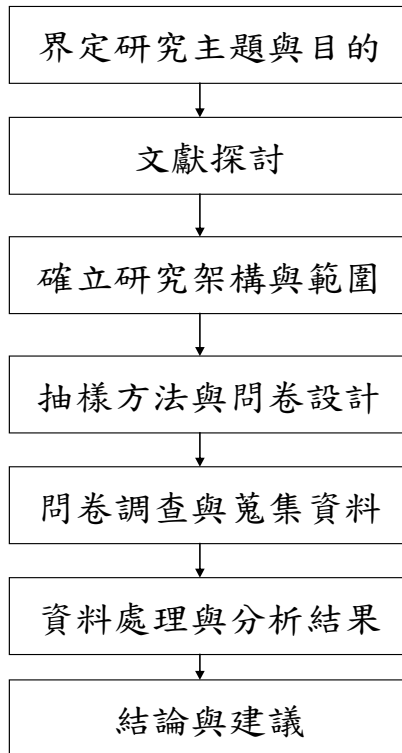 界定研究主題與目的
文獻探討
確立研究架構與範圍
抽樣方法與問卷設計
問卷調查與蒐集資料
資料處理與分析結果
結論與建議